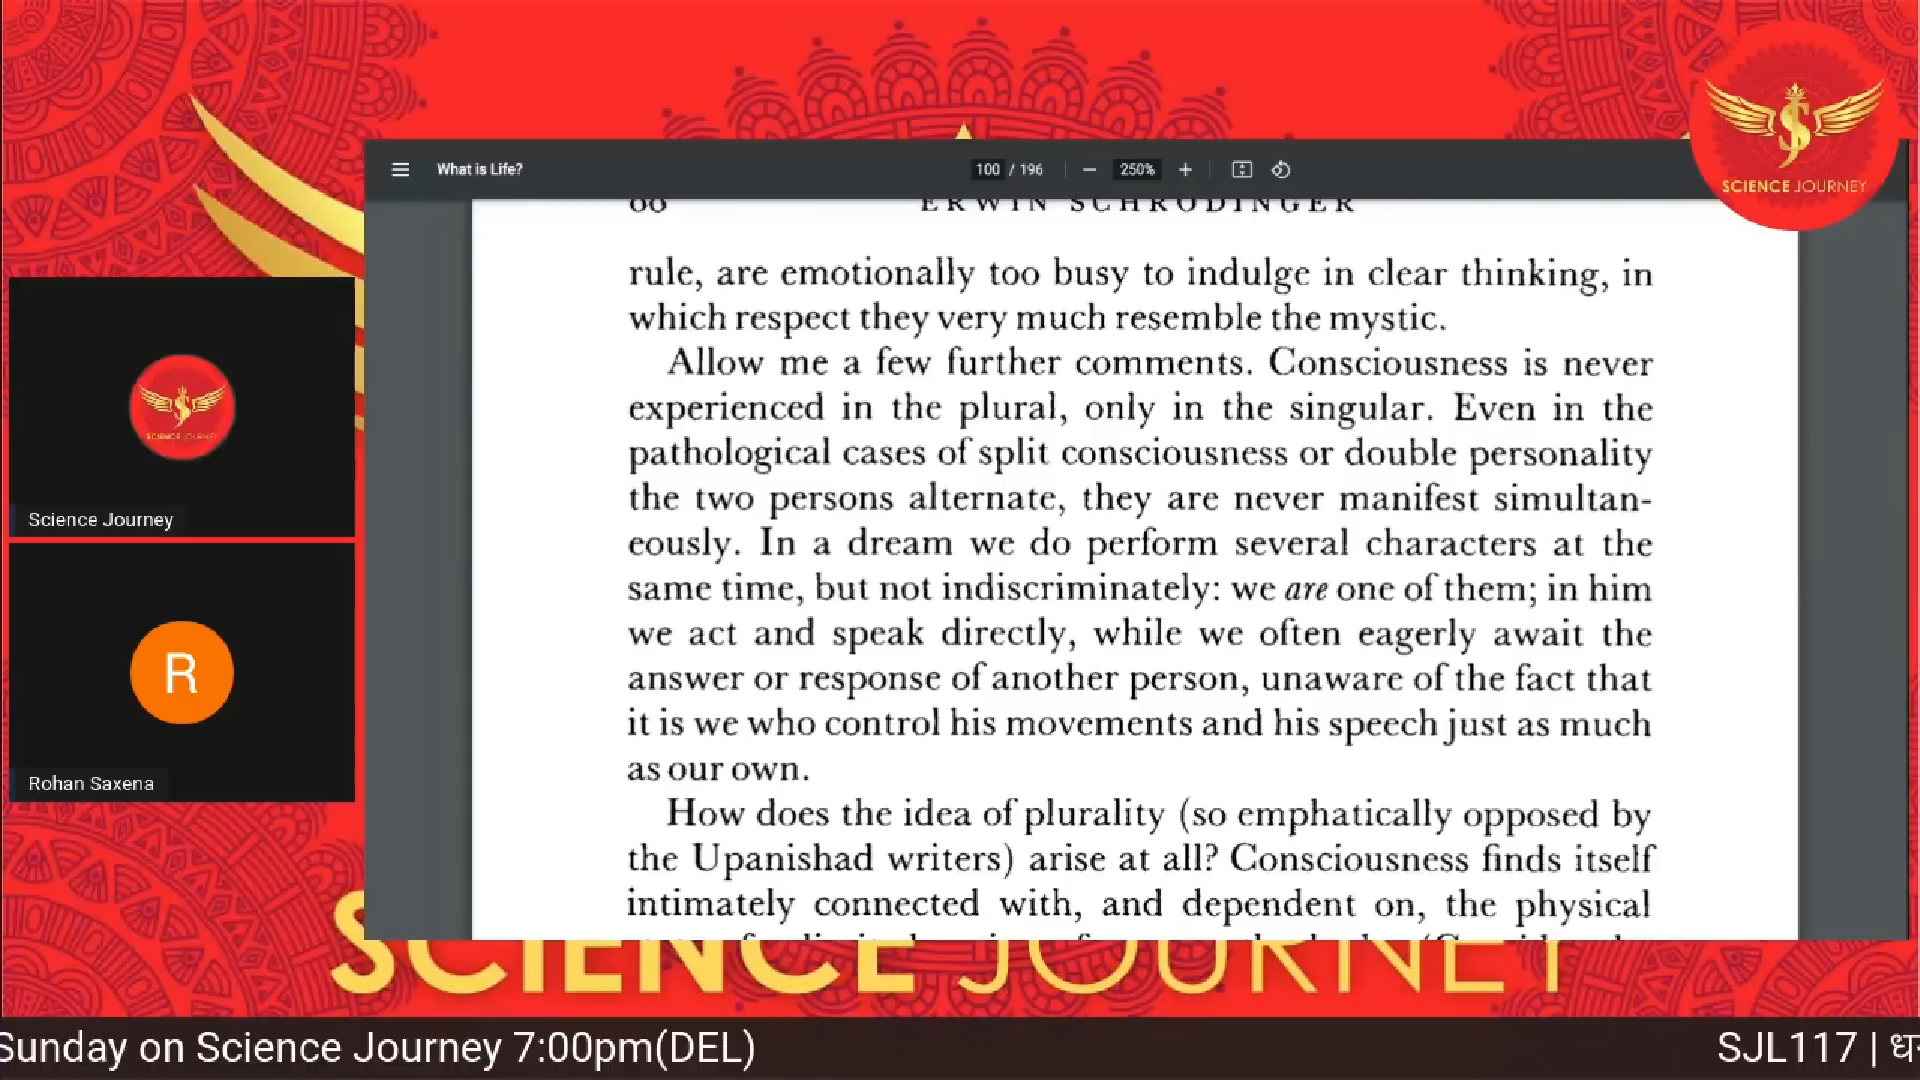 SCIENCE JOURNEY
What is Life?
100 / 196
250%
ERWIN SCHRODINGER
rule, are emotionally too busy to indulge in clear thinking, in
which respect they very much resemble the mystic.
Allow me a few further comments. Consciousness is never
experienced in the plural, only in the singular. Even in the
pathological cases of split consciousness or double personality
the two persons alternate, they are never manifest simultan-
eously. In a dream we do perform several characters at the
same time, but not indiscriminately: we are one of them; in him
we act and speak directly, while we often eagerly await the
answer or response of another person, unaware of the fact that
it is we who control his movements and his speech just as much
as our own.
How does the idea of plurality (so emphatically opposed by
the Upanishad writers) arise at all? Consciousness finds itself
intimately connected with, and dependent on, the physical
SCIENCE JOURNEY
Science Journey
R
Rohan Saxena
SCIENCE JOURNEY
Sunday on Science Journey 7:00pm(DEL)
SJL117 |